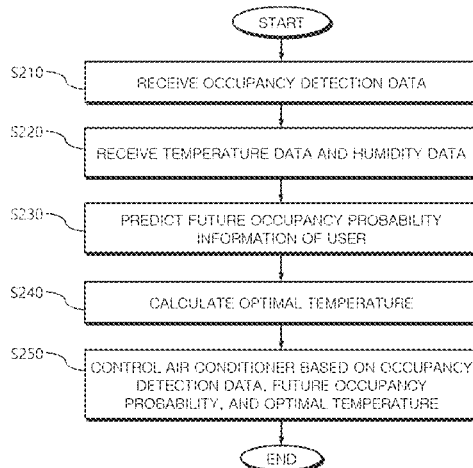 START
S210
RECEIVE OCCUPANCY DETECTION DATA
S220
RECEIVE TEMPERATURE DATA AND HUMIDITY DATA
S230
PREDICT FUTURE OCCUPANCY PROBABILITY
INFORMATION OF USER
S240
CALCULATE OPTIMAL TEMPERATURE
S250
CONTROL AIR CONDITIONER BASED ON OCCUPANCY
DETECTION DATA, FUTURE OCCUPANCY
PROBABILITY, AND OPTIMAL TEMPERATURE
END